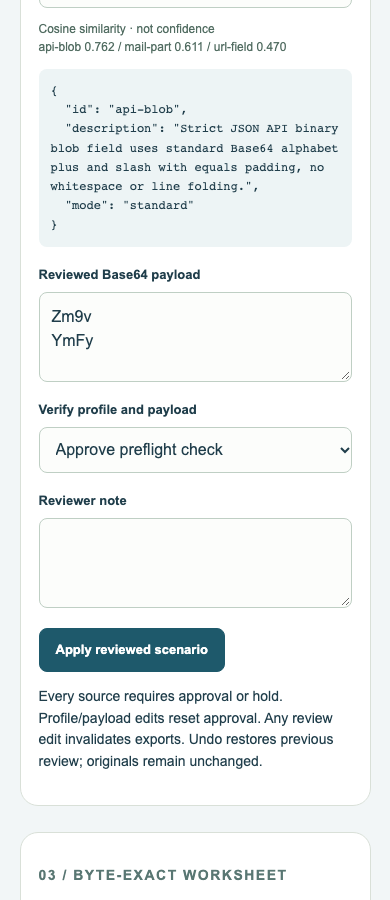 Cosine similarity · not confidence
api-blob 0.762 / mail-part 0.611 / url-field 0.470
{
  "id": "api-blob",
  "description": "Strict JSON API binary
blob field uses standard Base64 alphabet
plus and slash with equals padding, no
whitespace or line folding.",
  "mode": "standard"
}
Reviewed Base64 payload
Zm9v
YmFy
Verify profile and payload
Approve preflight check
Reviewer note
Apply reviewed scenario
Every source requires approval or hold.
Profile/payload edits reset approval. Any review
edit invalidates exports. Undo restores previous
review; originals remain unchanged.
03 / BYTE-EXACT WORKSHEET